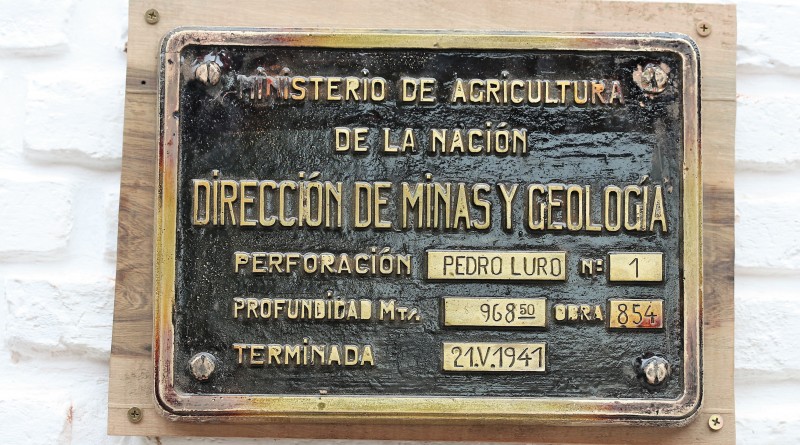 MINISTERIO DE AGRICULTURA
DE LA NACIÓN
DIRECCIÓN DE MINAS Y GEOLOGÍA
PERFORACIÓN PEDRO LURO Nº: 1
PROFUNDIDAD Mts. 968 50 OBRA 854
TERMINADA 21.V.1941